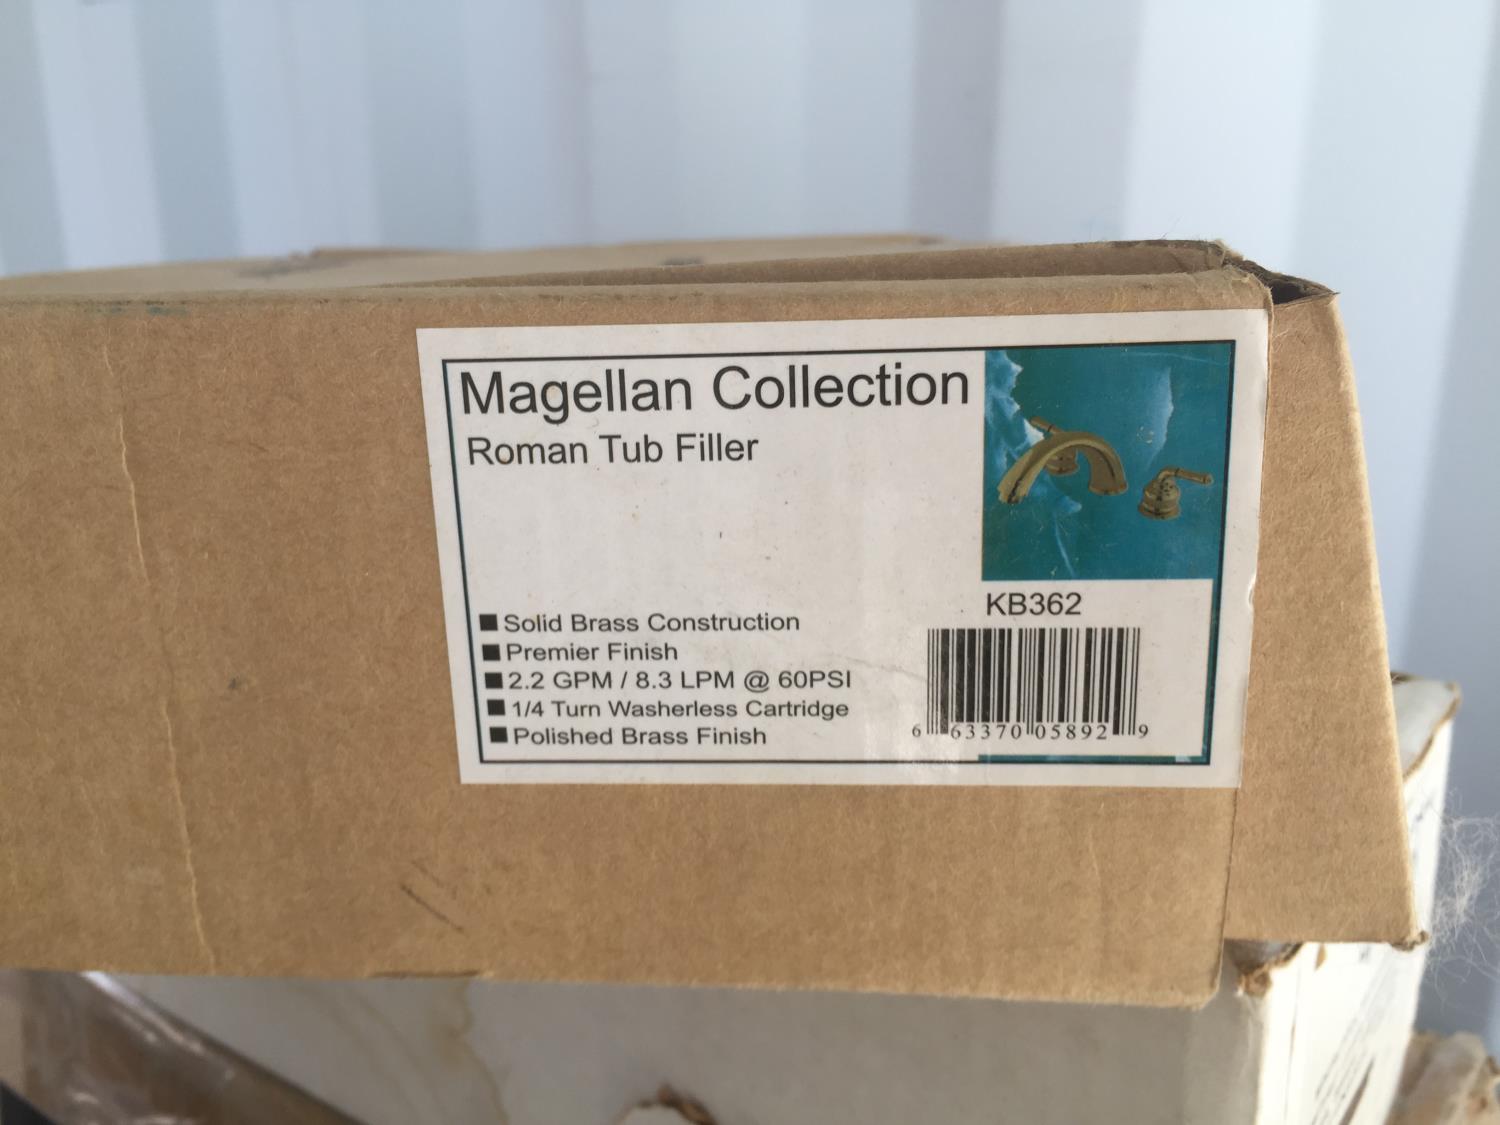 Magellan Collection
Roman Tub Filler
■ Solid Brass Construction
■ Premier Finish
■ 2.2 GPM / 8.3 LPM @ 60PSI
■ 1/4 Turn Washerless Cartridge
■ Polished Brass Finish
KB362
6 63370 05892 9